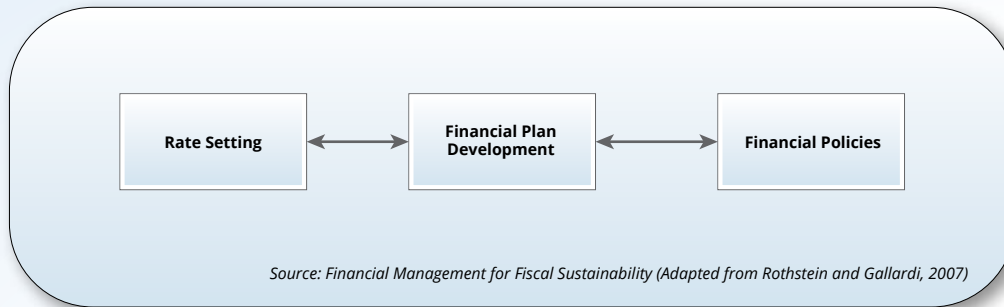 Rate Setting
Financial Plan
Development
Financial Policies
Source: Financial Management for Fiscal Sustainability (Adapted from Rothstein and Gallardi, 2007)